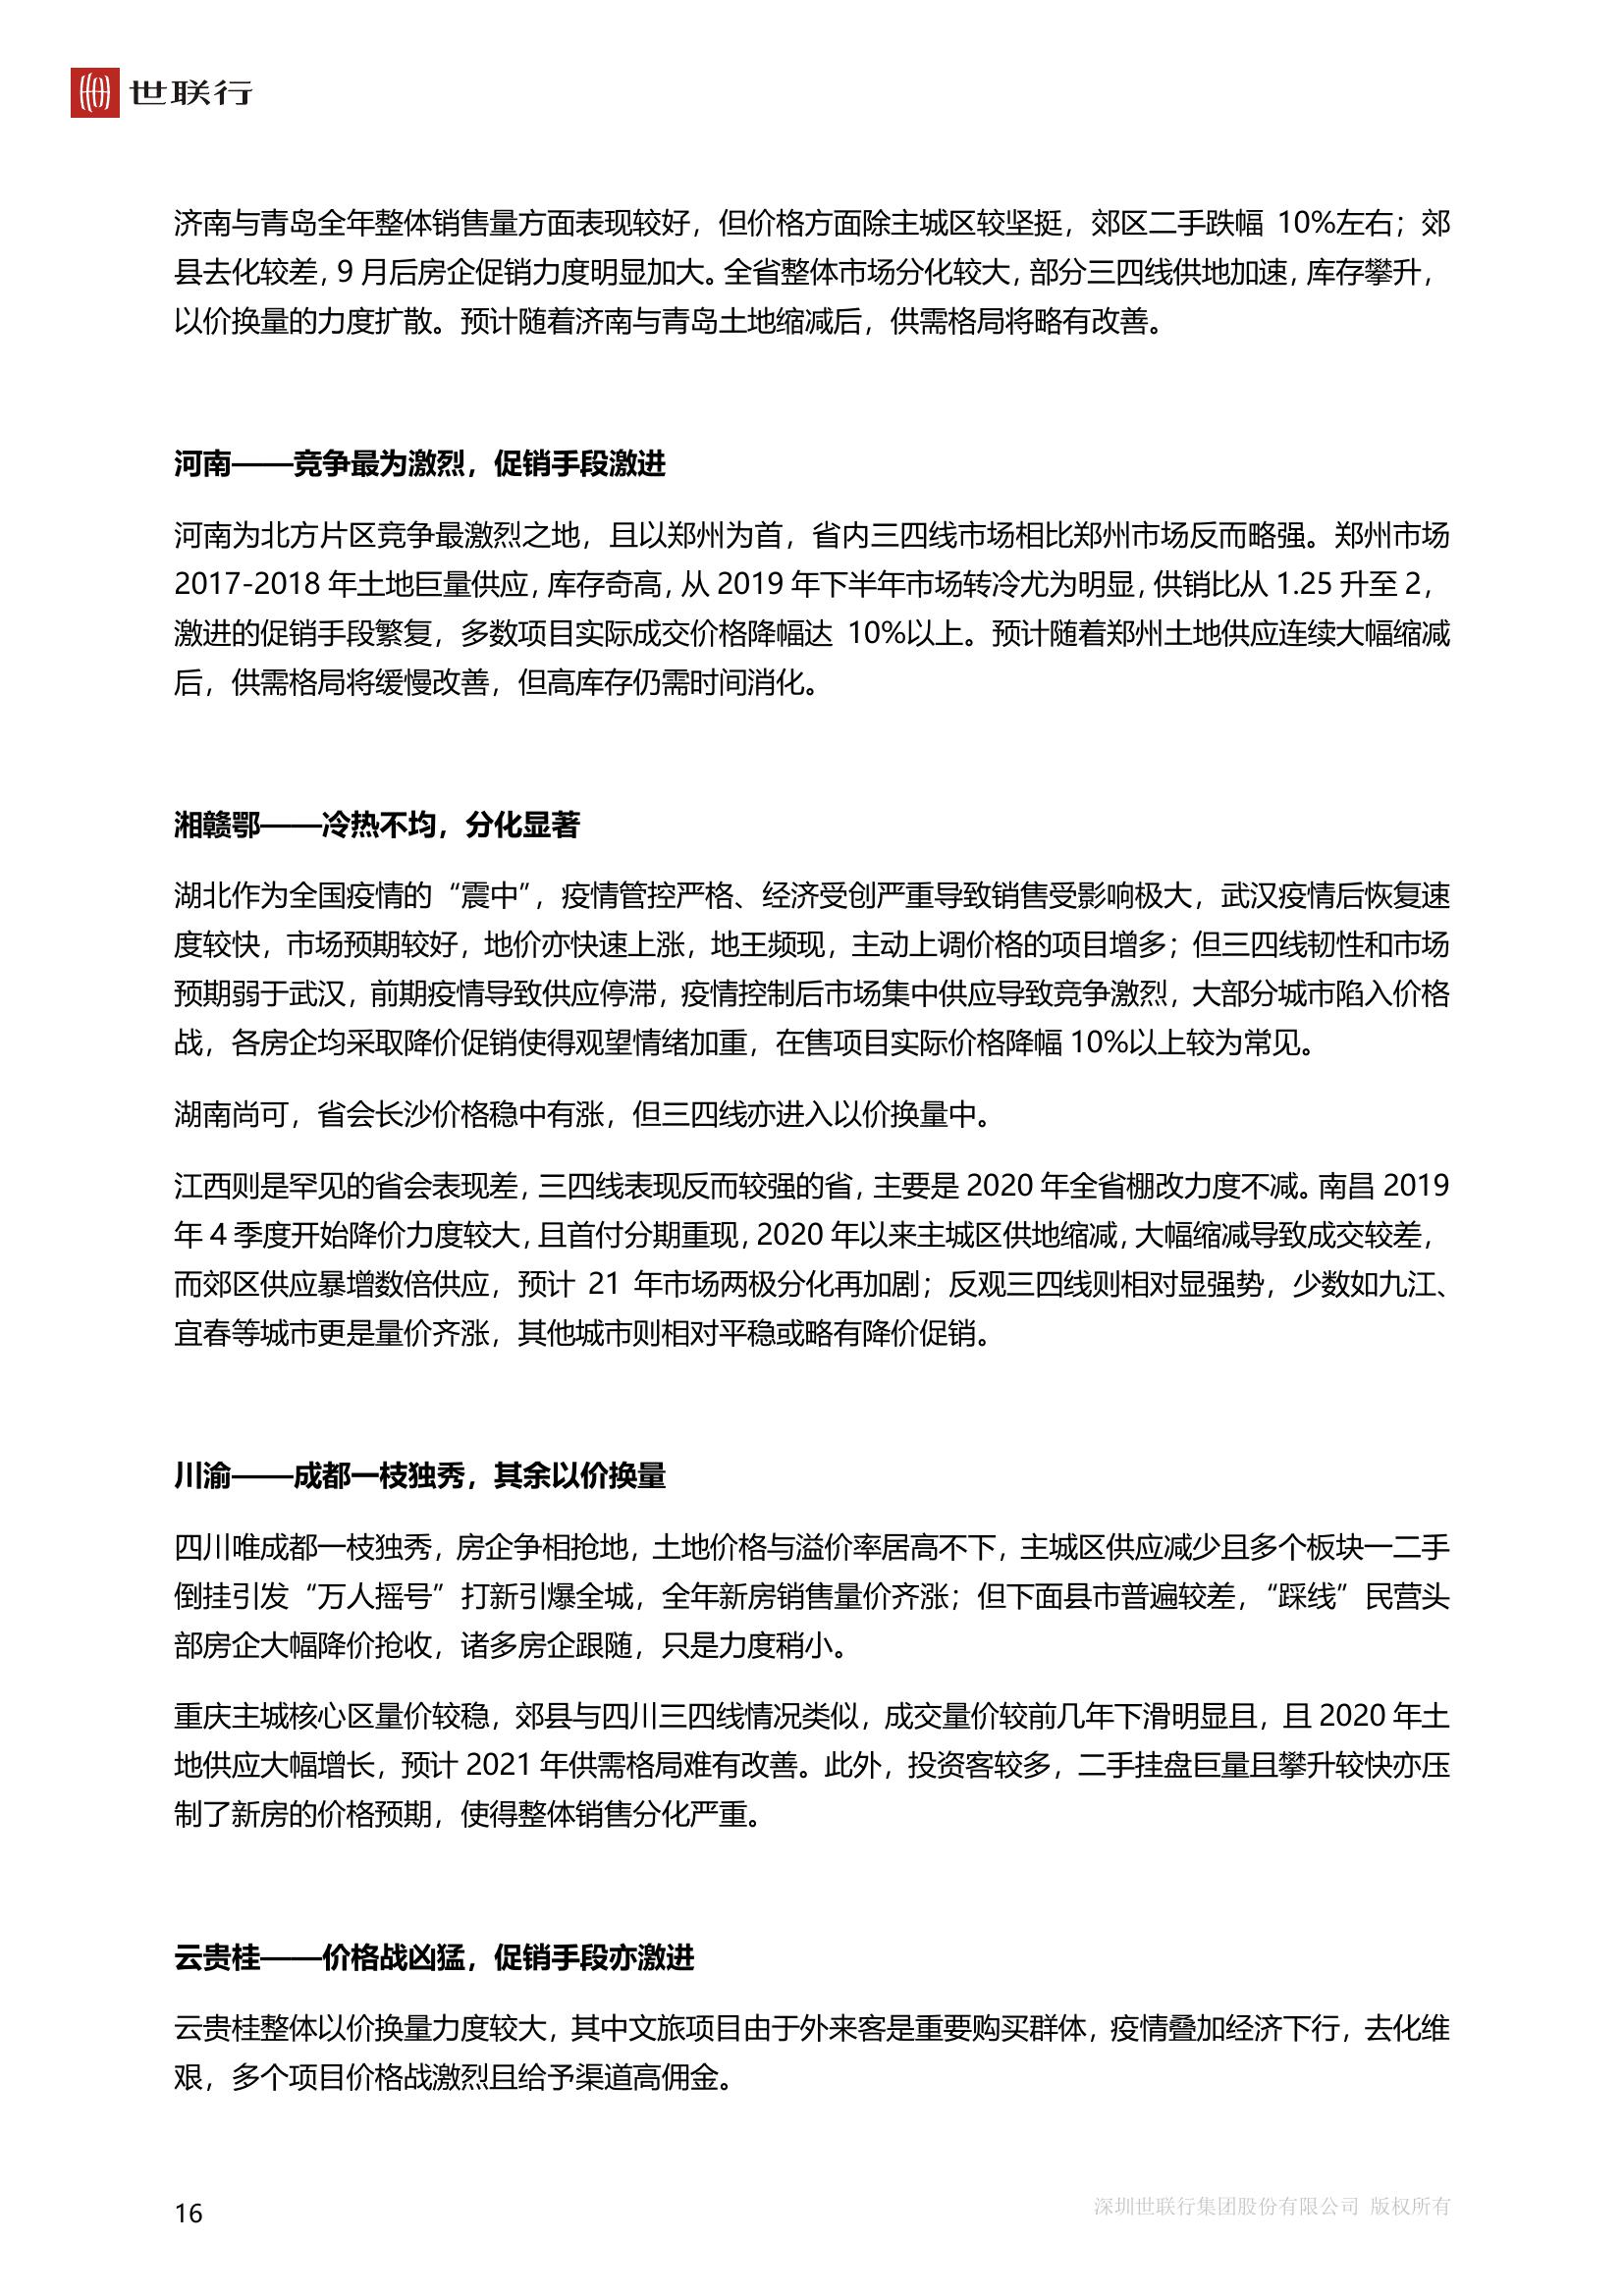 世联行
济南与青岛全年整体销售量方面表现较好，但价格方面除主城区较坚挺，郊区二手跌幅 10%左右；郊
县去化较差，9 月后房企促销力度明显加大。全省整体市场分化较大，部分三四线供地加速，库存攀升，
以价换量的力度扩散。预计随着济南与青岛土地缩减后，供需格局将略有改善。
河南——竞争最为激烈，促销手段激进
河南为北方片区竞争最激烈之地，且以郑州为首，省内三四线市场相比郑州市场反而略强。郑州市场
2017-2018 年土地巨量供应，库存奇高，从 2019 年下半年市场转冷尤为明显，供销比从 1.25 升至 2，
激进的促销手段繁复，多数项目实际成交价格降幅达 10%以上。预计随着郑州土地供应连续大幅缩减
后，供需格局将缓慢改善，但高库存仍需时间消化。
湘赣鄂——冷热不均，分化显著
湖北作为全国疫情的“震中”，疫情管控严格、经济受创严重导致销售受影响极大，武汉疫情后恢复速
度较快，市场预期较好，地价亦快速上涨，地王频现，主动上调价格的项目增多；但三四线韧性和市场
预期弱于武汉，前期疫情导致供应停滞，疫情控制后市场集中供应导致竞争激烈，大部分城市陷入价格
战，各房企均采取降价促销使得观望情绪加重，在售项目实际价格降幅 10%以上较为常见。
湖南尚可，省会长沙价格稳中有涨，但三四线亦进入以价换量中。
江西则是罕见的省会表现差，三四线表现反而较强的省，主要是 2020 年全省棚改力度不减。南昌 2019
年 4 季度开始降价力度较大，且首付分期重现，2020 年以来主城区供地缩减，大幅缩减导致成交较差，
而郊区供应暴增数倍供应，预计 21 年市场两极分化再加剧；反观三四线则相对显强势，少数如九江、
宜春等城市更是量价齐涨，其他城市则相对平稳或略有降价促销。
川渝——成都一枝独秀，其余以价换量
四川唯成都一枝独秀，房企争相抢地，土地价格与溢价率居高不下，主城区供应减少且多个板块一二手
倒挂引发“万人摇号”打新引爆全城，全年新房销售量价齐涨；但下面县市普遍较差，“踩线”民营头
部房企大幅降价抢收，诸多房企跟随，只是力度稍小。
重庆主城核心区量价较稳，郊县与四川三四线情况类似，成交量价较前几年下滑明显且，且 2020 年土
地供应大幅增长，预计 2021 年供需格局难有改善。此外，投资客较多，二手挂盘巨量且攀升较快亦压
制了新房的价格预期，使得整体销售分化严重。
云贵桂——价格战凶猛，促销手段亦激进
云贵桂整体以价换量力度较大，其中文旅项目由于外来客是重要购买群体，疫情叠加经济下行，去化维
艰，多个项目价格战激烈且给予渠道高佣金。
16
深圳世联行集团股份有限公司 版权所有